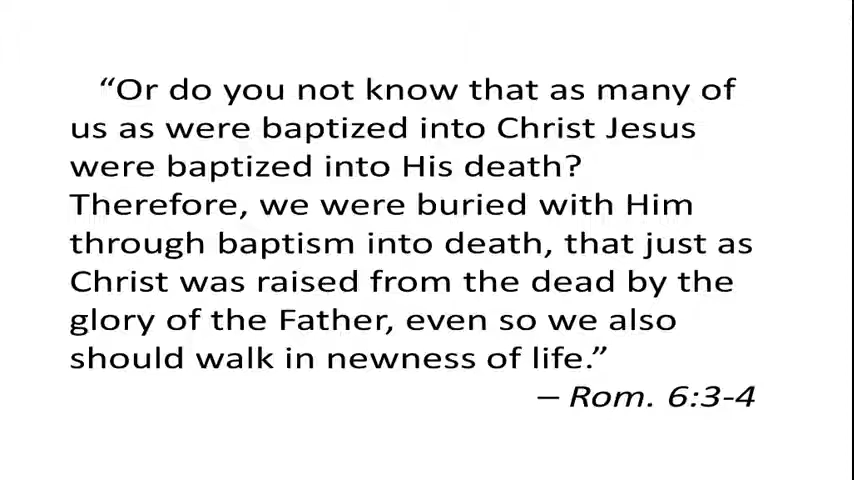 “Or do you not know that as many of
us as were baptized into Christ Jesus
were baptized into His death?
Therefore, we were buried with Him
through baptism into death, that just as
Christ was raised from the dead by the
glory of the Father, even so we also
should walk in newness of life.”
– Rom. 6:3-4